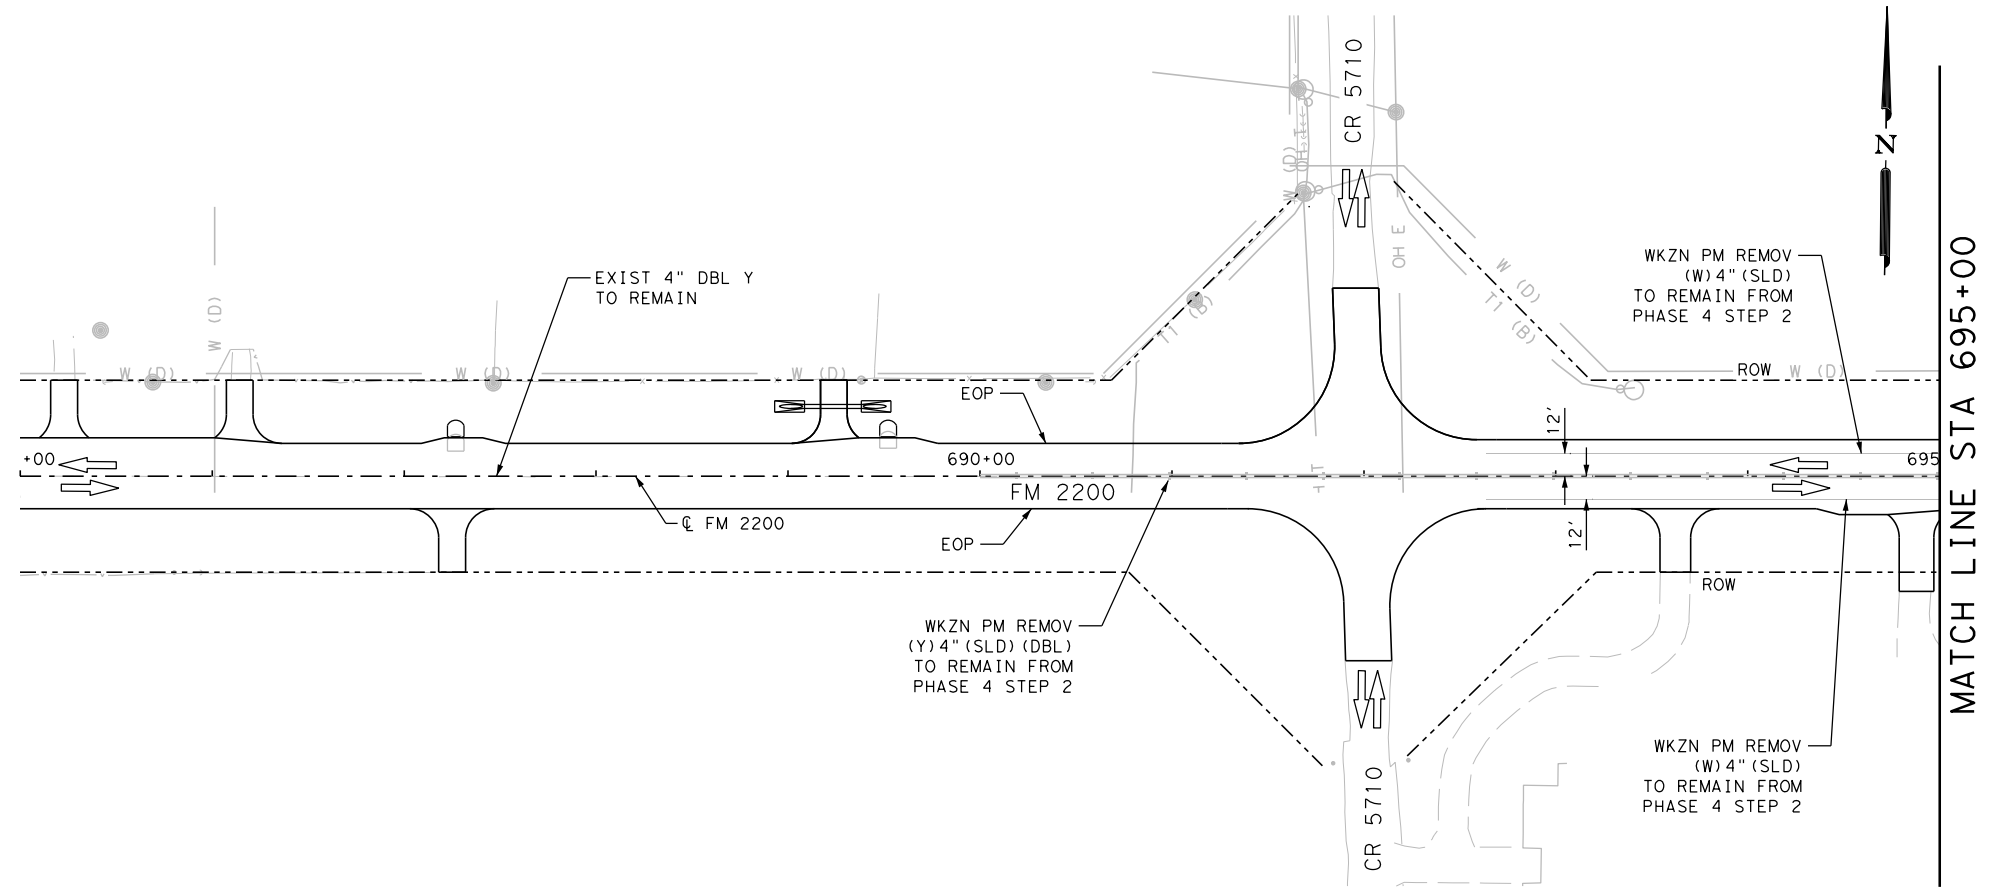 CR 5710
N
W (D)
OH T
OH E
W (D)
T1 (B)
T1 (B)
WKZN PM REMOV
(W)4"(SLD)
TO REMAIN FROM
PHASE 4 STEP 2
EXIST 4" DBL Y
TO REMAIN
W (D)
W (D)
W (D)
W (D)
ROW
W (D)
EOP
12'
+00
690+00
695
FM 2200
T
℄ FM 2200
EOP
12'
ROW
WKZN PM REMOV
(Y)4"(SLD)(DBL)
TO REMAIN FROM
PHASE 4 STEP 2
WKZN PM REMOV
(W)4"(SLD)
TO REMAIN FROM
PHASE 4 STEP 2
CR 5710
MATCH LINE STA 695+00